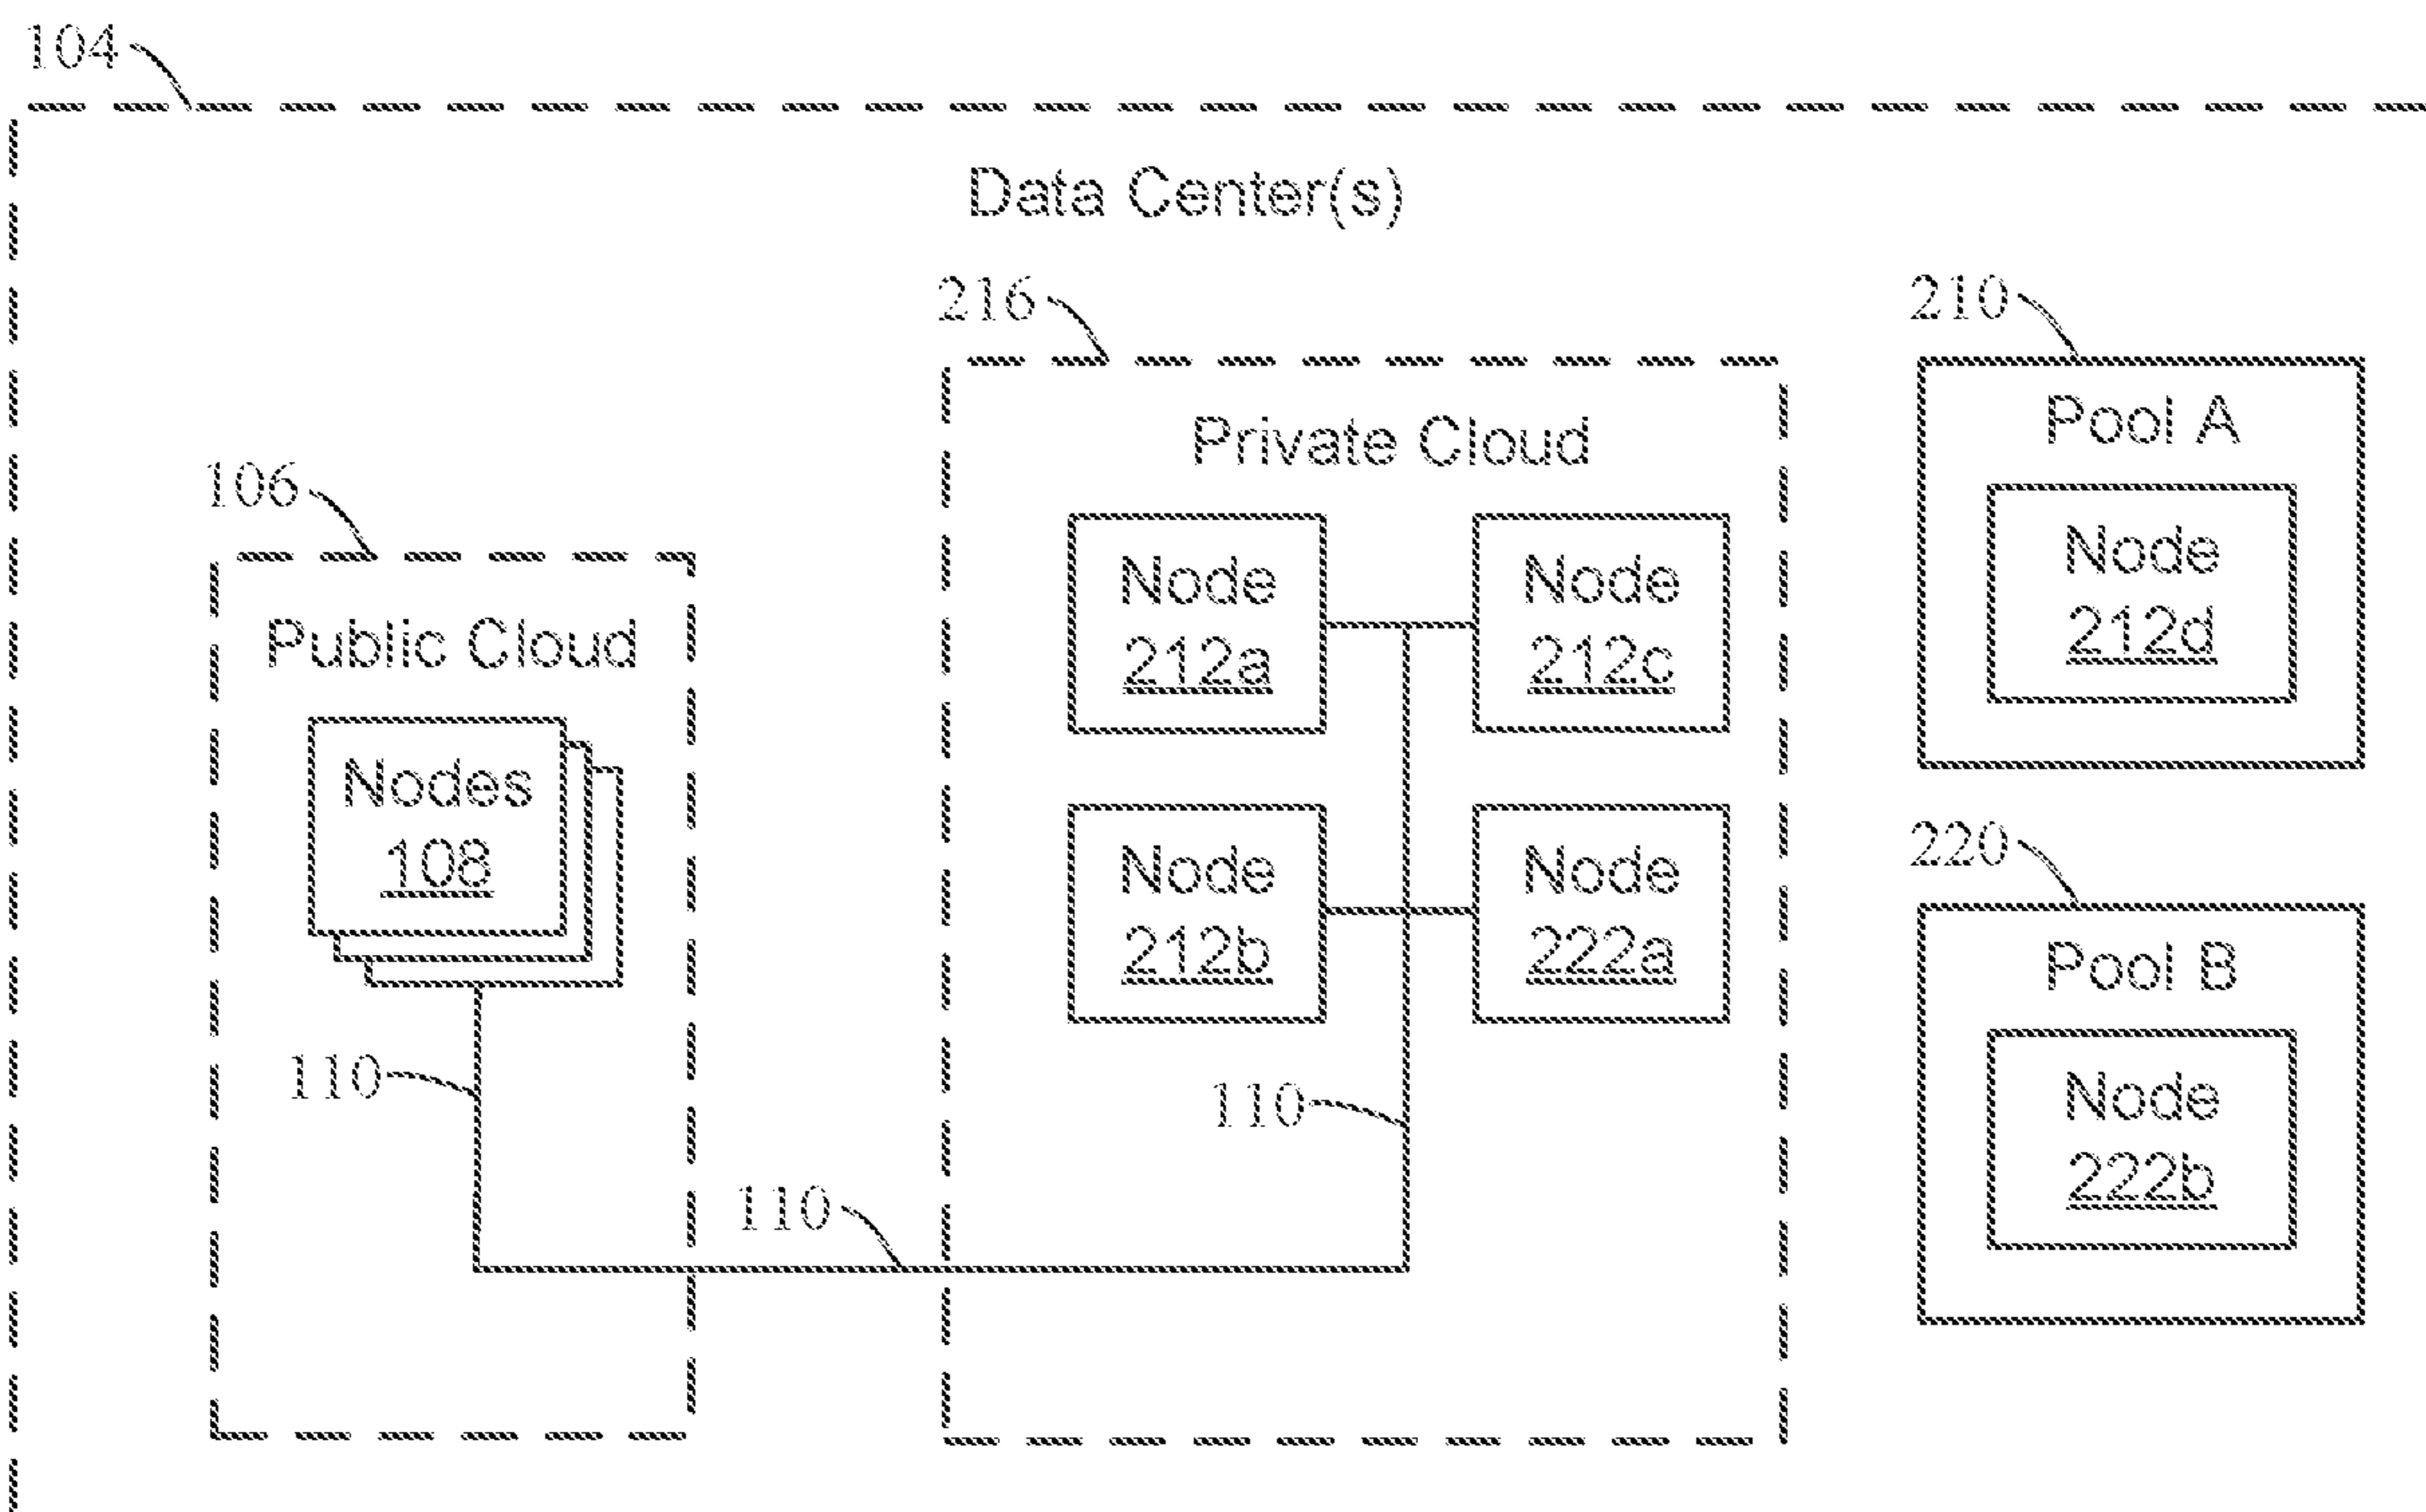 104
Data Center(s)
216
210
Private Cloud
Pool A
106
Node
212a
Node
212c
Node
212d
Public Cloud
Nodes
108
Node
212b
Node
222a
220
Pool B
Node
222b
110
110
110